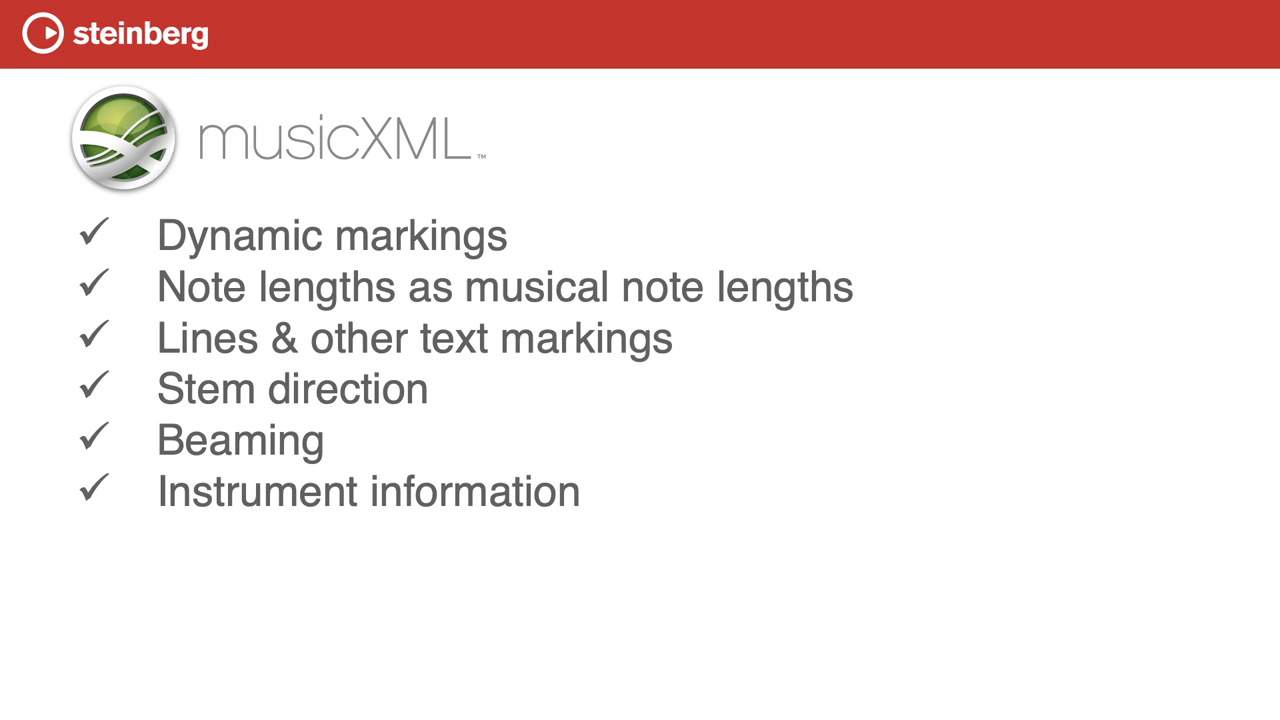 steinberg
musicXML™
✓ Dynamic markings
✓ Note lengths as musical note lengths
✓ Lines & other text markings
✓ Stem direction
✓ Beaming
✓ Instrument information